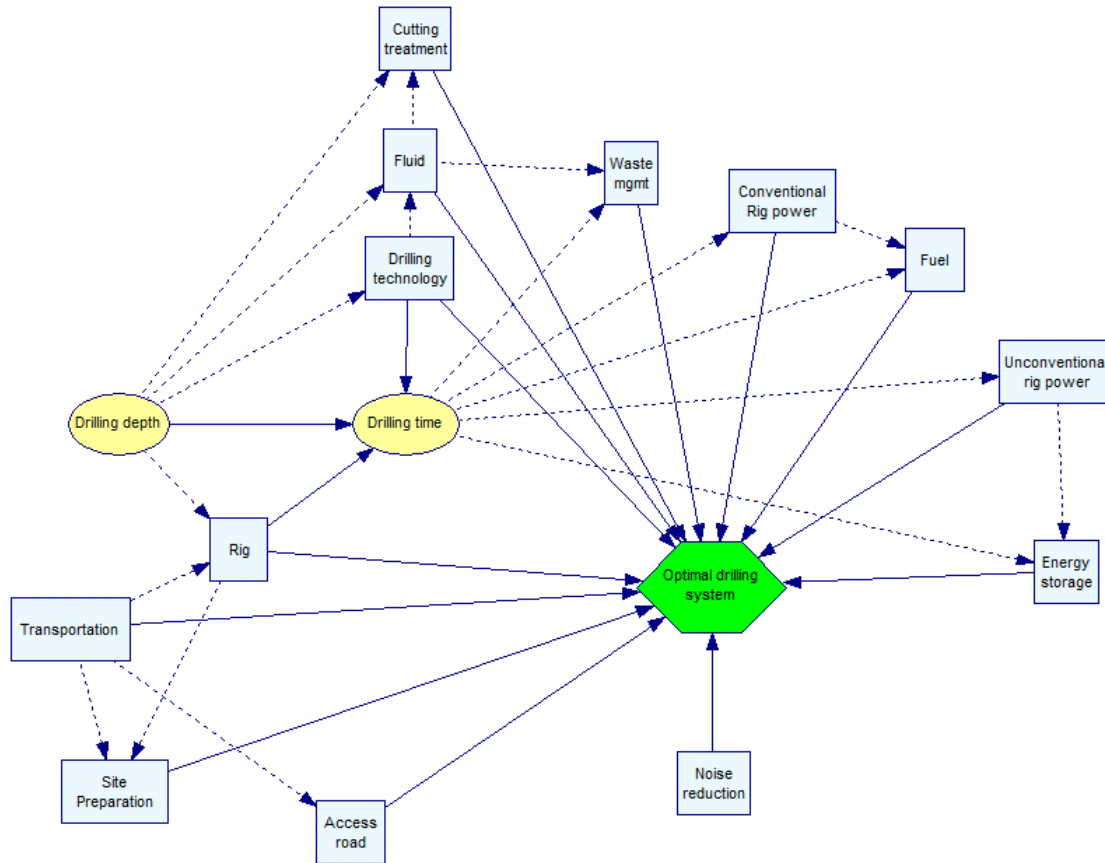 Cutting
treatment
Fluid
Waste
mgmt
Conventional
Rig power
Fuel
Drilling
technology
Unconventional
rig power
Drilling depth
Drilling time
Rig
Optimal drilling
system
Energy
storage
Transportation
Site
Preparation
Access
road
Noise
reduction